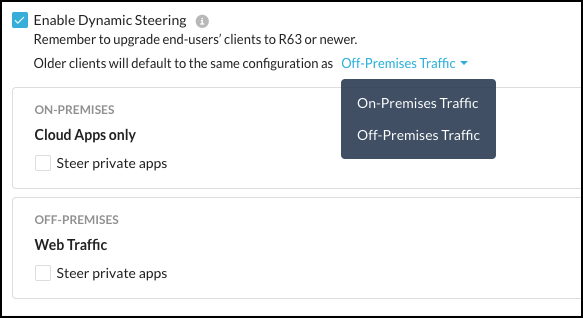 Enable Dynamic Steering
Remember to upgrade end-users' clients to R63 or newer.
Older clients will default to the same configuration as Off-Premises Traffic
On-Premises Traffic
Off-Premises Traffic
ON-PREMISES
Cloud Apps only
Steer private apps
OFF-PREMISES
Web Traffic
Steer private apps